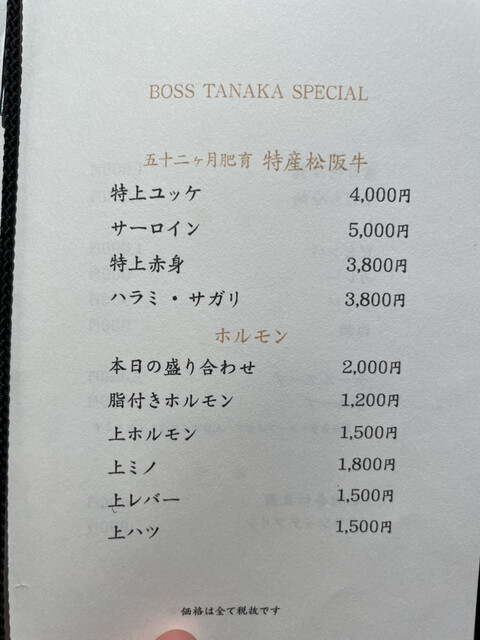 BOSS TANAKA SPECIAL
五十二ヶ月肥育 特産松阪牛
特上ユッケ 4,000円
サーロイン 5,000円
特上赤身 3,800円
ハラミ・サガリ 3,800円
ホルモン
本日の盛り合わせ 2,000円
脂付きホルモン 1,200円
上ホルモン 1,500円
上ミノ 1,800円
上レバー 1,500円
上ハツ 1,500円
価格は全て税抜です